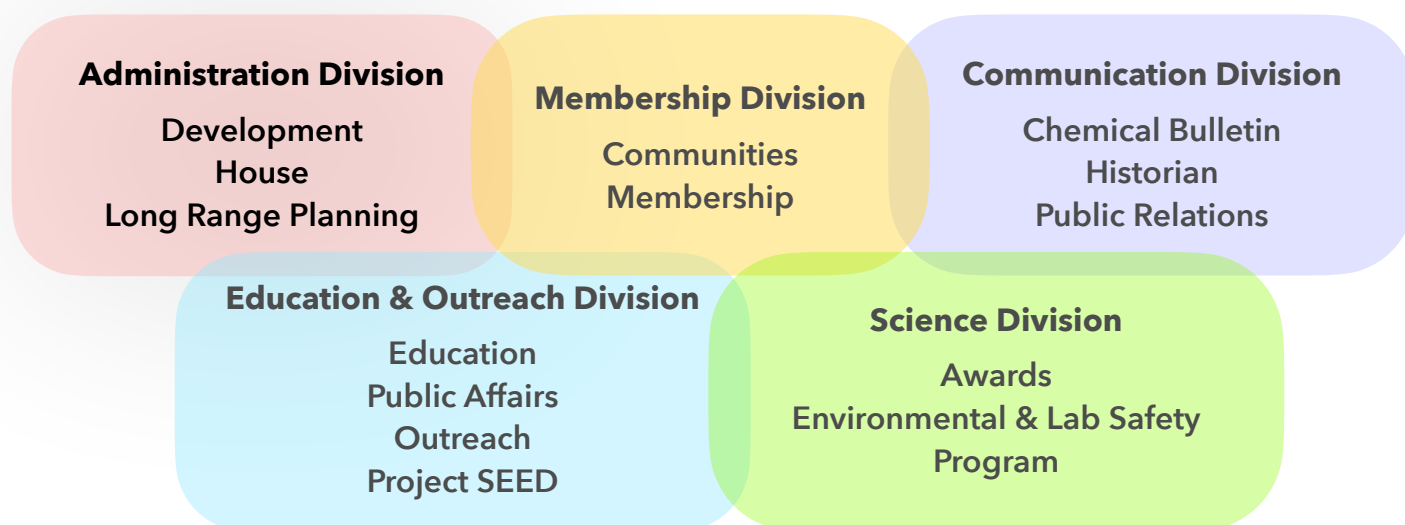 Administration Division
Development
House
Long Range Planning
Membership Division
Communities
Membership
Communication Division
Chemical Bulletin
Historian
Public Relations
Education & Outreach Division
Education
Public Affairs
Outreach
Project SEED
Science Division
Awards
Environmental & Lab Safety
Program